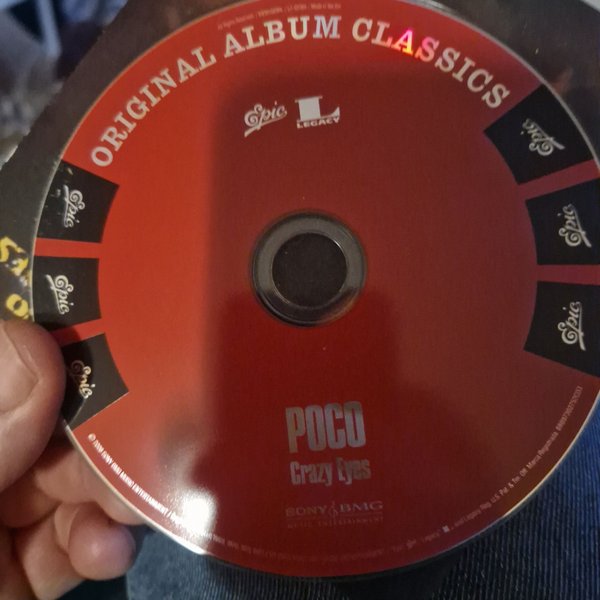 ORIGINAL ALBUM CLASSICS
Epic
LEGACY
Epic
Epic
Epic
Epic
Epic
Epic
POCO
Crazy Eyes
SONY BMG
MUSIC ENTERTAINMENT